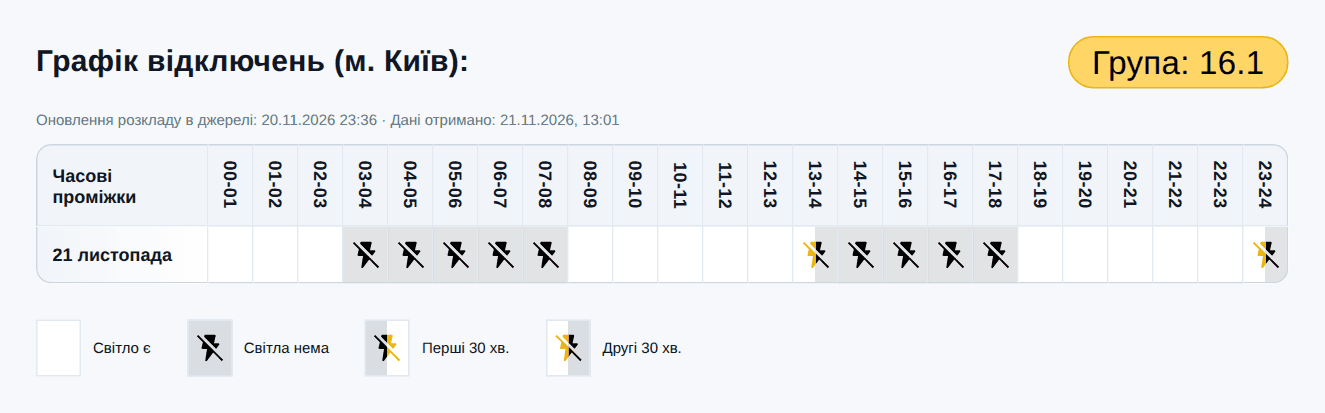 Графік відключень (м. Київ):
Група: 16.1
Оновлення розкладу в джерелі: 20.11.2026 23:36 · Дані отримано: 21.11.2026, 13:01
Часові
проміжки
00-01
01-02
02-03
03-04
04-05
05-06
06-07
07-08
08-09
09-10
10-11
11-12
12-13
13-14
14-15
15-16
16-17
17-18
18-19
19-20
20-21
21-22
22-23
23-24
21 листопада
Світло є
Світла нема
Перші 30 хв.
Другі 30 хв.